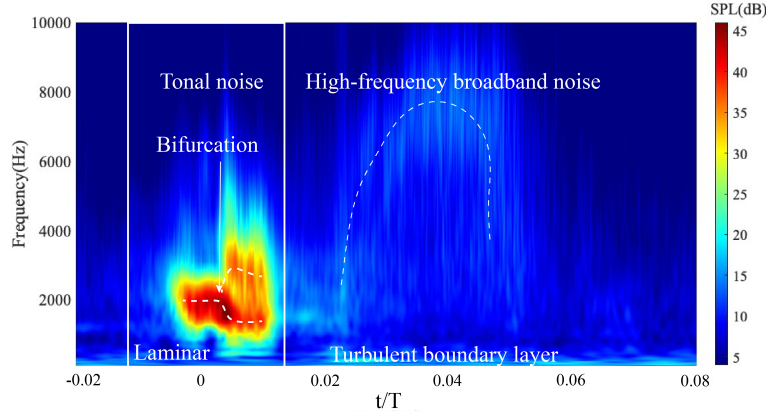 SPL(dB)
10000
8000
6000
4000
2000
Frequency(Hz)
Tonal noise
High-frequency broadband noise
Bifurcation
Laminar
Turbulent boundary layer
-0.02
0
0.02
0.04
0.06
0.08
t/T
45
40
35
30
25
20
15
10
5